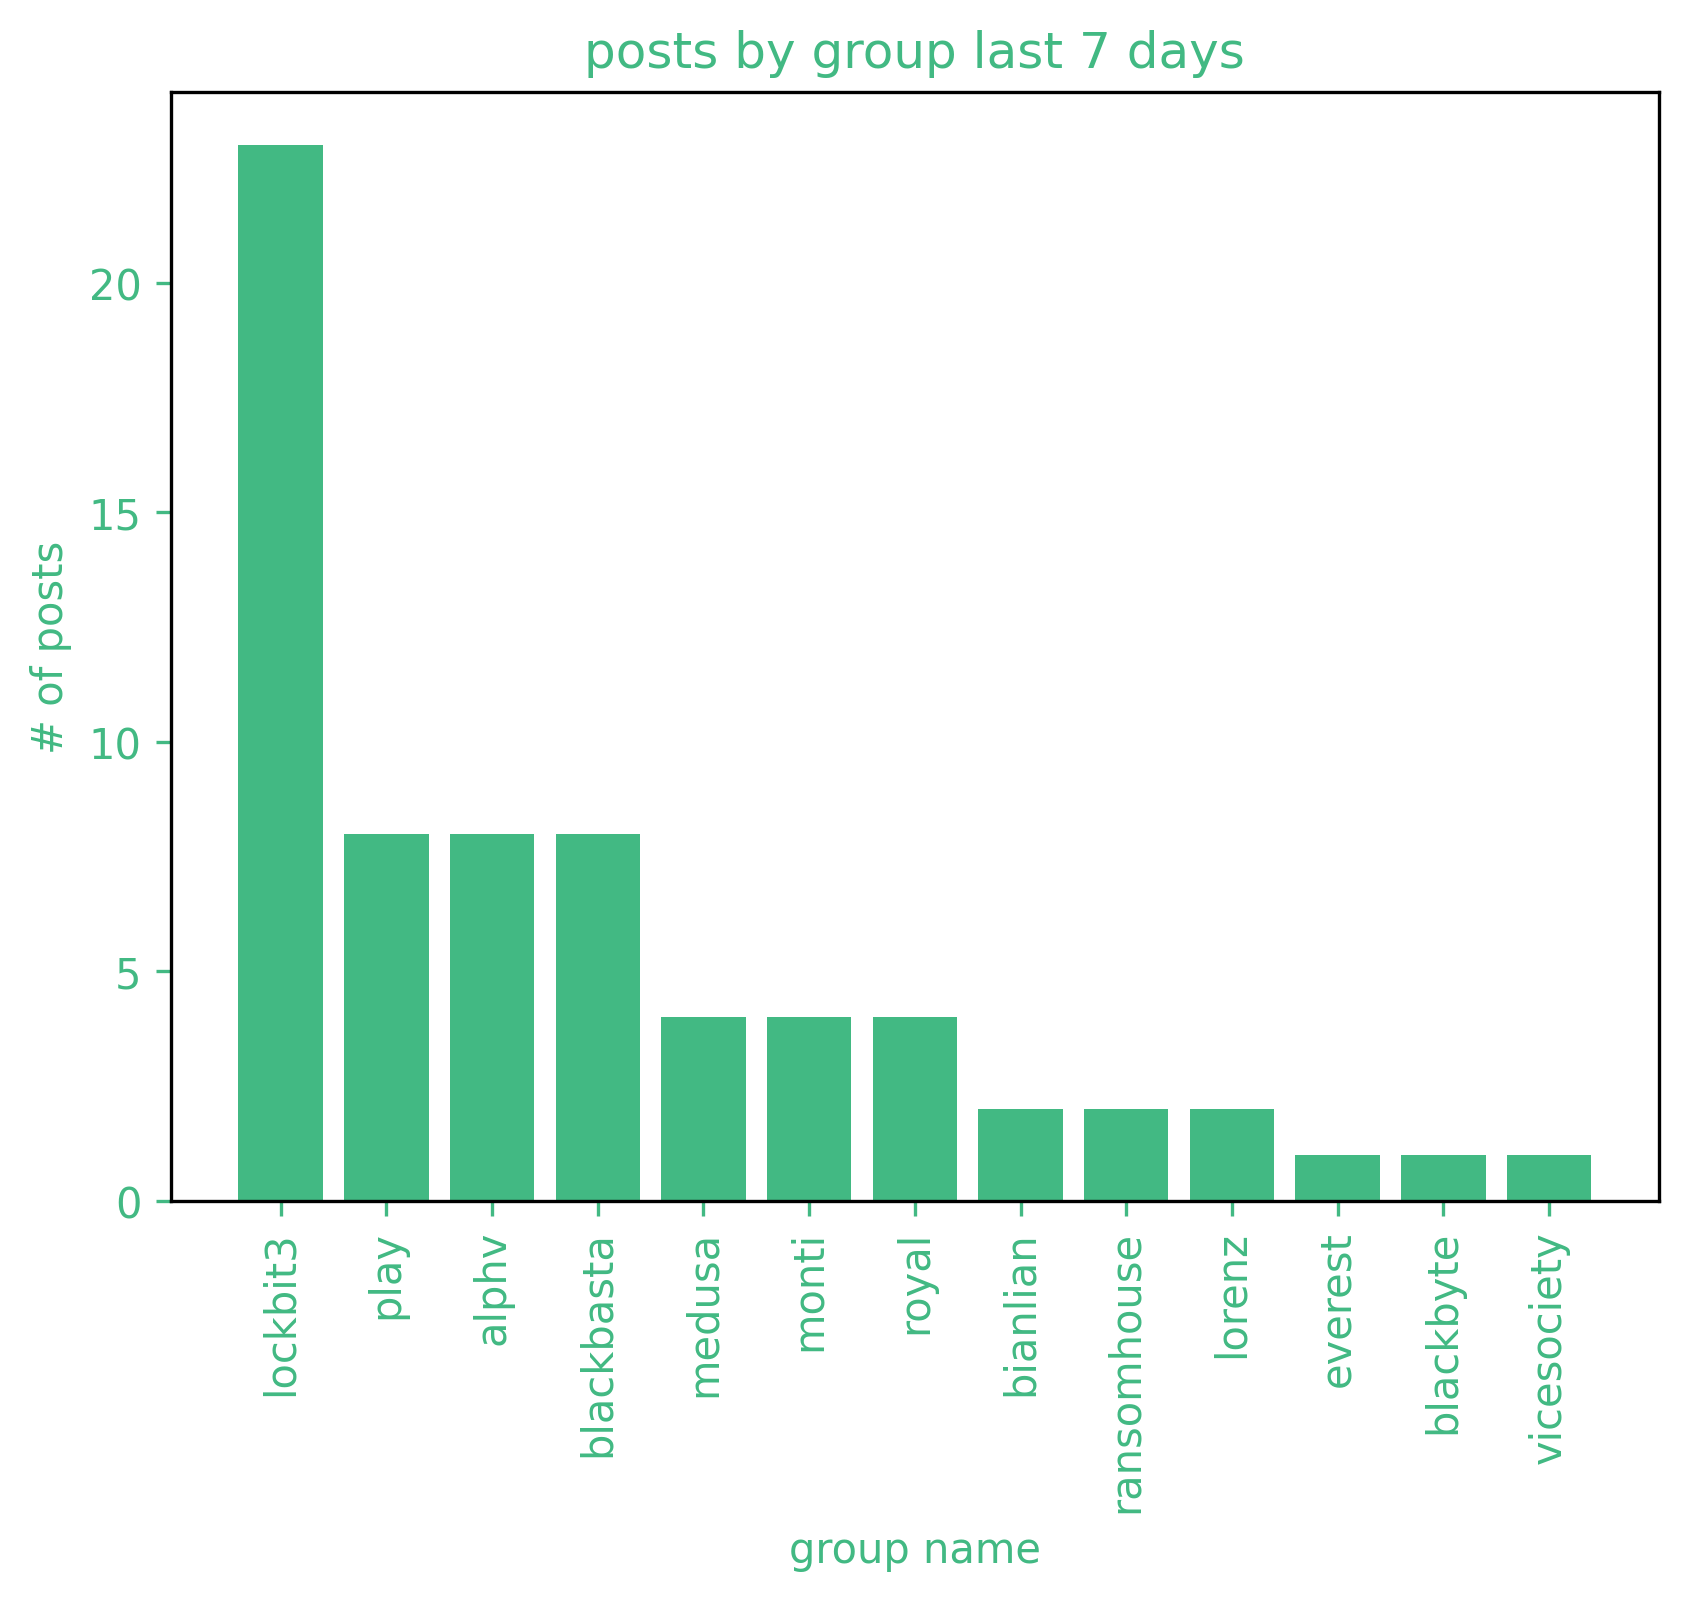 posts by group last 7 days
# of posts
20
15
10
5
0
lockbit3
play
alphv
blackbasta
medusa
monti
royal
bianlian
ransomhouse
lorenz
everest
blackbyte
vicesociety
group name